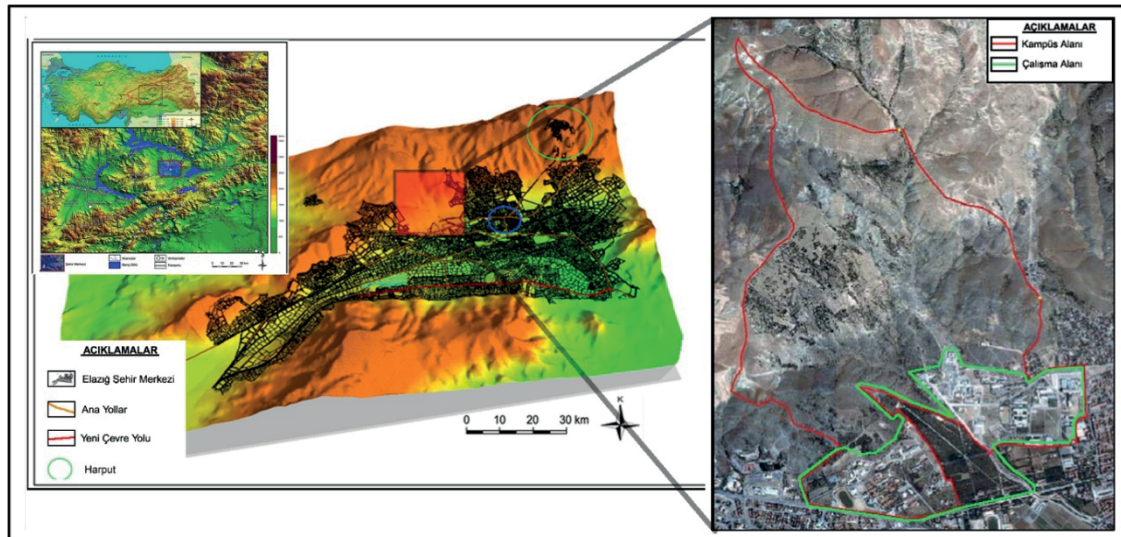 AÇIKLAMALAR
Elazığ Şehir Merkezi
Ana Yollar
Yeni Çevre Yolu
Harput
0 10 20 30 km
K
AÇIKLAMALAR
Kampüs Alanı
Çalışma Alanı